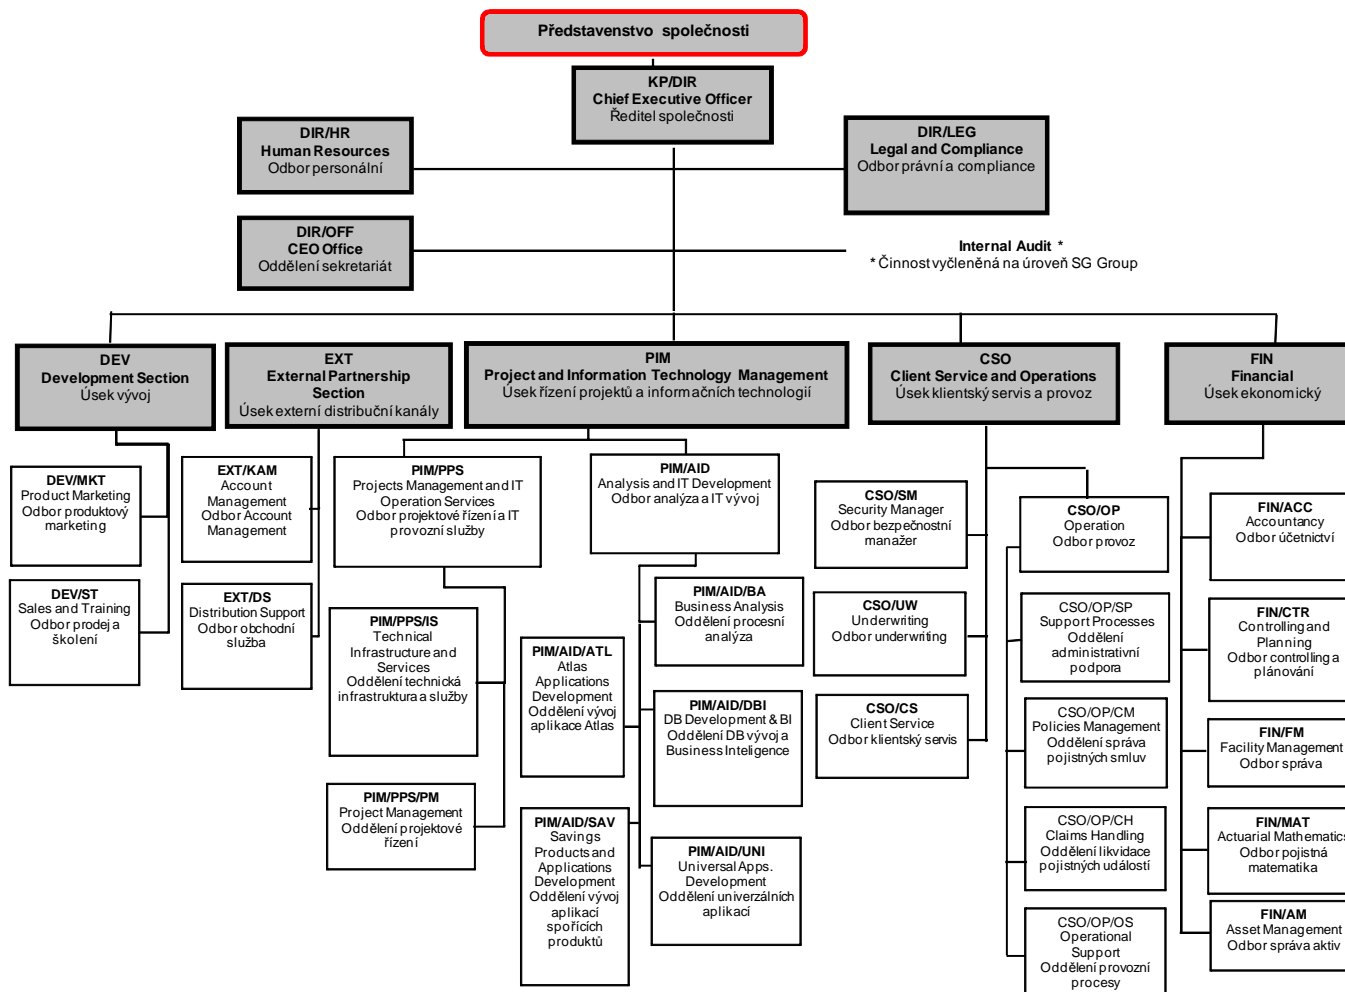 Představenstvo společnosti
KP/DIR
Chief Executive Officer
Ředitel společnosti
DIR/HR
Human Resources
Odbor personální
DIR/LEG
Legal and Compliance
Odbor právní a compliance
DIR/OFF
CEO Office
Oddělení sekretariát
Internal Audit *
* Činnost vyčleněná na úroveň SG Group
DEV
Development Section
Úsek vývoj
EXT
External Partnership
Section
Úsek externí distribuční kanály
PIM
Project and Information Technology Management
Úsek řízení projektů a informačních technologií
CSO
Client Service and Operations
Úsek klientský servis a provoz
FIN
Financial
Úsek ekonomický
DEV/MKT
Product Marketing
Odbor produktový
marketing
DEV/ST
Sales and Training
Odbor prodej a
školení
EXT/KAM
Account
Management
Odbor Account
Management
EXT/DS
Distribution Support
Odbor obchodní
služba
PIM/PPS
Projects Management and IT
Operation Services
Odbor projektové řízení a IT
provozní služby
PIM/PPS/IS
Technical
Infrastructure and
Services
Oddělení technická
infrastruktura a služby
PIM/PPS/PM
Project Management
Oddělení projektové
řízení
PIM/AID
Analysis and IT Development
Odbor analýza a IT vývoj
PIM/AID/BA
Business Analysis
Oddělení procesní
analýza
PIM/AID/ATL
Atlas
Applications
Development
Oddělení vývoj
aplikace Atlas
PIM/AID/DBI
DB Development & BI
Oddělení DB vývoj a
Business Inteligence
PIM/AID/SAV
Savings
Products and
Applications
Development
Oddělení vývoj
aplikací
spořících
produktů
PIM/AID/UNI
Universal Apps.
Development
Oddělení univerzálních
aplikací
CSO/SM
Security Manager
Odbor bezpečnostní
manažer
CSO/UW
Underwriting
Odbor underwriting
CSO/CS
Client Service
Odbor klientský servis
CSO/OP
Operation
Odbor provoz
CSO/OP/SP
Support Processes
Oddělení
administrativní
podpora
CSO/OP/CM
Policies Management
Oddělení správa
pojistných smluv
CSO/OP/CH
Claims Handling
Oddělení likvidace
pojistných událostí
CSO/OP/OS
Operational
Support
Oddělení provozní
procesy
FIN/ACC
Accountancy
Odbor účetnictví
FIN/CTR
Controlling and
Planning
Odbor controlling a
plánování
FIN/FM
Facility Management
Odbor správa
FIN/MAT
Actuarial Mathematics
Odbor pojistná
matematika
FIN/AM
Asset Management
Odbor správa aktiv